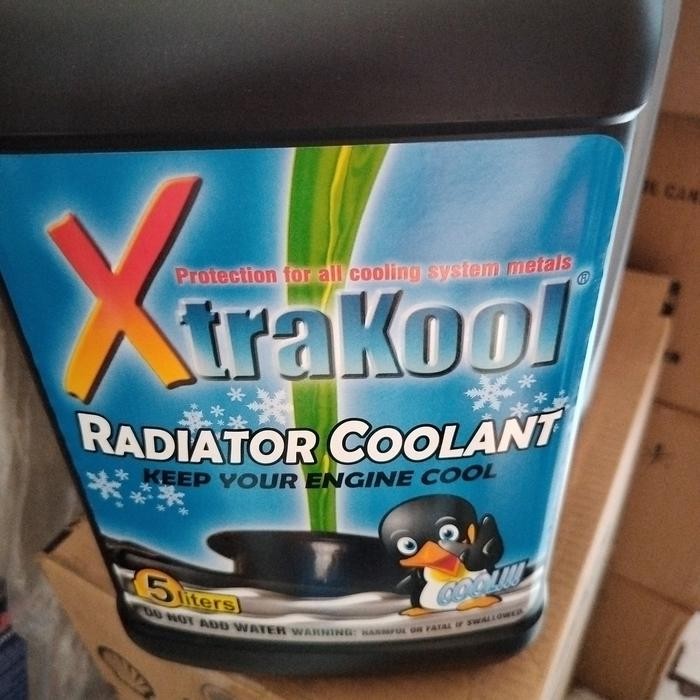 Protection for all cooling system metals
XtraKool®
RADIATOR COOLANT
KEEP YOUR ENGINE COOL
COOL!!!
5 liters
DO NOT ADD WATER WARNING: HARMFUL OR FATAL IF SWALLOWED.